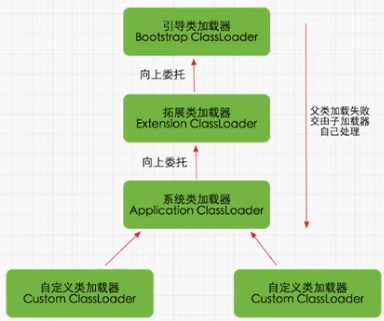 引导类加载器
Bootstrap ClassLoader
向上委托
拓展类加载器
Extension ClassLoader
父类加载失败
交由子加载器
自己处理
向上委托
系统类加载器
Application ClassLoader
自定义类加载器
Custom ClassLoader
自定义类加载器
Custom ClassLoader